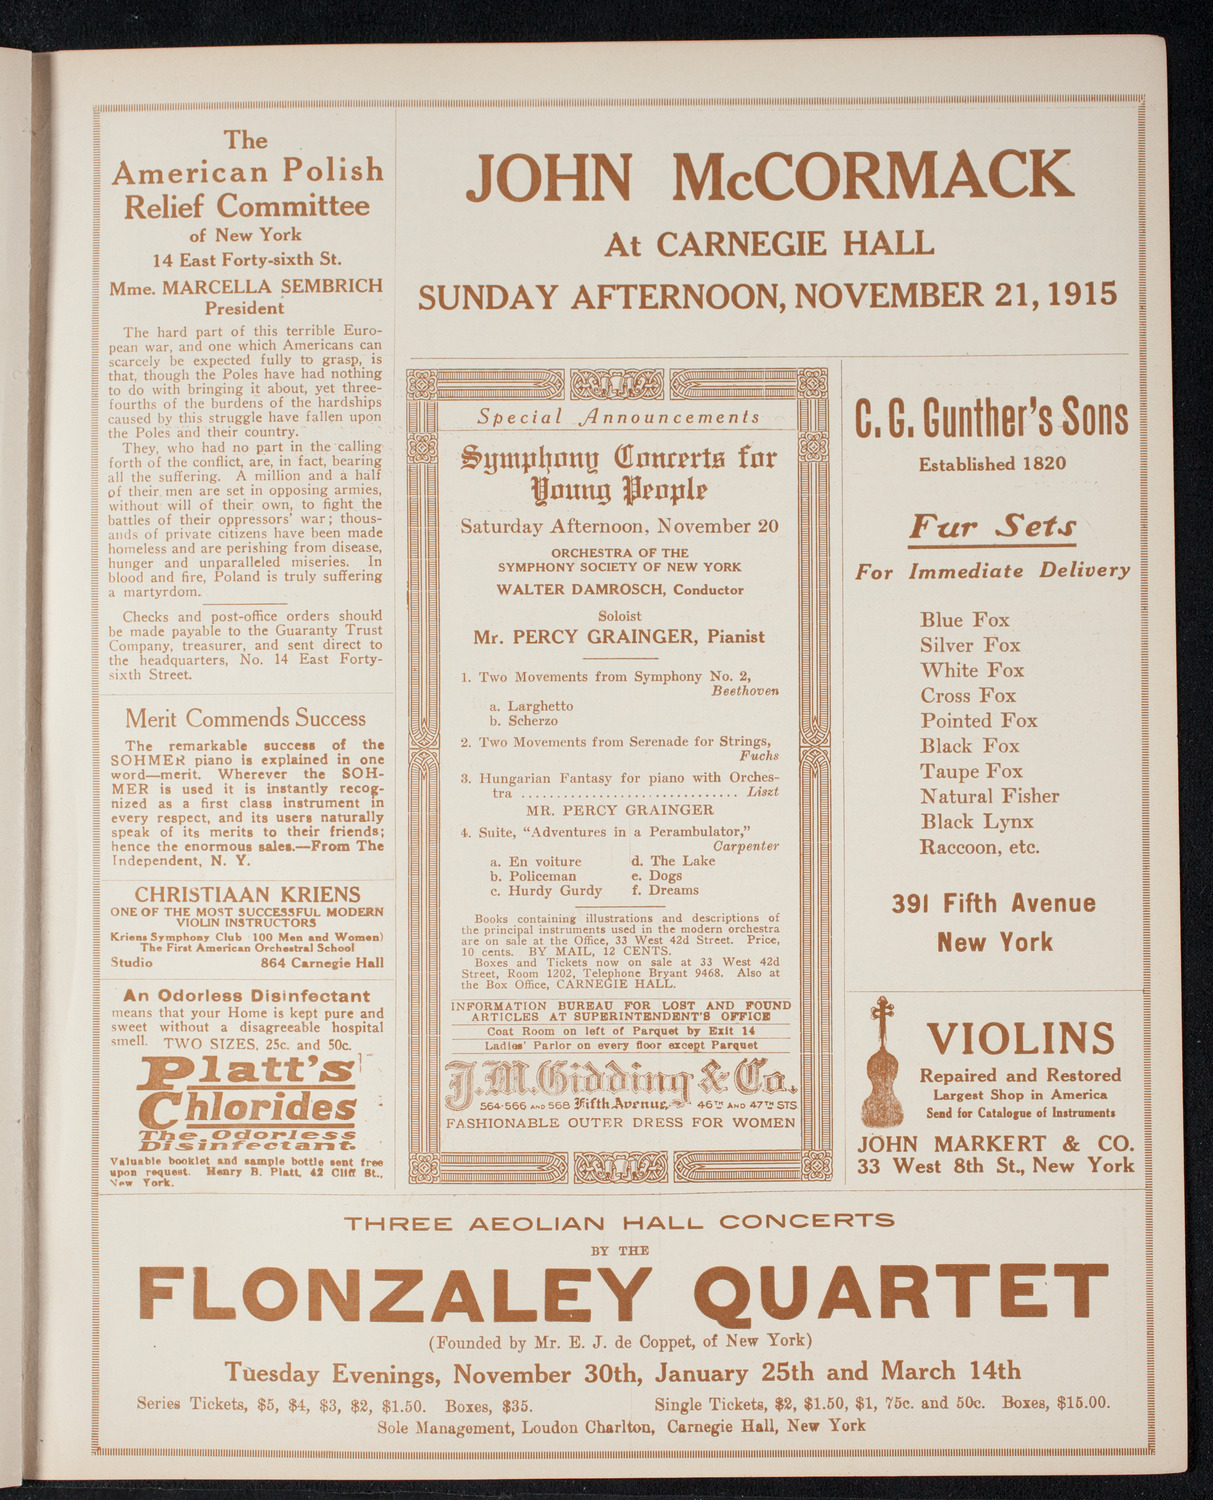 The
American Polish
Relief Committee
of New York
14 East Forty-sixth St.
Mme. MARCELLA SEMBRICH
President
The hard part of this terrible Euro-
pean war, and one which Americans can
scarcely be expected fully to grasp, is
that, though the Poles have had nothing
to do with bringing it about, yet three-
fourths of the burdens of the hardships
caused by this struggle have fallen upon
the Poles and their country.
They, who had no part in the calling
forth of the conflict, are, in fact, bearing
all the suffering. A million and a half
of their men are set in opposing armies,
without will of their own, to fight the
battles of their oppressors' war; thous-
ands of private citizens have been made
homeless and are perishing from disease,
hunger and unparalleled miseries. In
blood and fire, Poland is truly suffering
a martyrdom.
Checks and post-office orders should
be made payable to the Guaranty Trust
Company, treasurer, and sent direct to
the headquarters, No. 14 East Forty-
sixth Street.
Merit Commends Success
The remarkable success of the
SOHMER piano is explained in one
word—merit. Wherever the SOH-
MER is used it is instantly recog-
nized as a first class instrument in
every respect, and its users naturally
speak of its merits to their friends;
hence the enormous sales.—From The
Independent, N. Y.
CHRISTIAAN KRIENS
ONE OF THE MOST SUCCESSFUL MODERN
VIOLIN INSTRUCTORS
Kriens Symphony Club 100 Men and Women)
The First American Orchestral School
Studio 864 Carnegie Hall
An Odorless Disinfectant
means that your Home is kept pure and
sweet without a disagreeable hospital
smell. TWO SIZES, 25c. and 50c.
Platt's
Chlorides
The Odorless
Disinfectant.
Valuable booklet and sample bottle sent free
upon request. Henry B. Platt, 42 Cliff St.,
New York.
JOHN McCORMACK
At CARNEGIE HALL
SUNDAY AFTERNOON, NOVEMBER 21, 1915
Special Announcements
Symphony Concerts for
Young People
Saturday Afternoon, November 20
ORCHESTRA OF THE
SYMPHONY SOCIETY OF NEW YORK
WALTER DAMROSCH, Conductor
Soloist
Mr. PERCY GRAINGER, Pianist
1. Two Movements from Symphony No. 2,
Beethoven
a. Larghetto
b. Scherzo
2. Two Movements from Serenade for Strings,
Fuchs
3. Hungarian Fantasy for piano with Orches-
tra ............................ Liszt
MR. PERCY GRAINGER
4. Suite, "Adventures in a Perambulator,"
Carpenter
a. En voiture d. The Lake
b. Policeman e. Dogs
c. Hurdy Gurdy f. Dreams
Books containing illustrations and descriptions of
the principal instruments used in the modern orchestra
are on sale at the Office, 33 West 42d Street. Price,
10 cents. BY MAIL, 12 CENTS.
Boxes and Tickets now on sale at 33 West 42d
Street, Room 1202, Telephone Bryant 9468. Also at
the Box Office, CARNEGIE HALL.
INFORMATION BUREAU FOR LOST AND FOUND
ARTICLES AT SUPERINTENDENT'S OFFICE
Coat Room on left of Parquet by Exit 14
Ladies' Parlor on every floor except Parquet
J.M. Gidding & Co.
564-566 AND 568 Fifth Avenue, 46TH AND 47TH STS
FASHIONABLE OUTER DRESS FOR WOMEN
C. G. Gunther's Sons
Established 1820
Fur Sets
For Immediate Delivery
Blue Fox
Silver Fox
White Fox
Cross Fox
Pointed Fox
Black Fox
Taupe Fox
Natural Fisher
Black Lynx
Raccoon, etc.
391 Fifth Avenue
New York
VIOLINS
Repaired and Restored
Largest Shop in America
Send for Catalogue of Instruments
JOHN MARKERT & CO.
33 West 8th St., New York
THREE AEOLIAN HALL CONCERTS
BY THE
FLONZALEY QUARTET
(Founded by Mr. E. J. de Coppet, of New York)
Tuesday Evenings, November 30th, January 25th and March 14th
Series Tickets, $5, $4, $3, $2, $1.50. Boxes, $35. Single Tickets, $2, $1.50, $1, 75c. and 50c. Boxes, $15.00.
Sole Management, Loudon Charlton, Carnegie Hall, New York